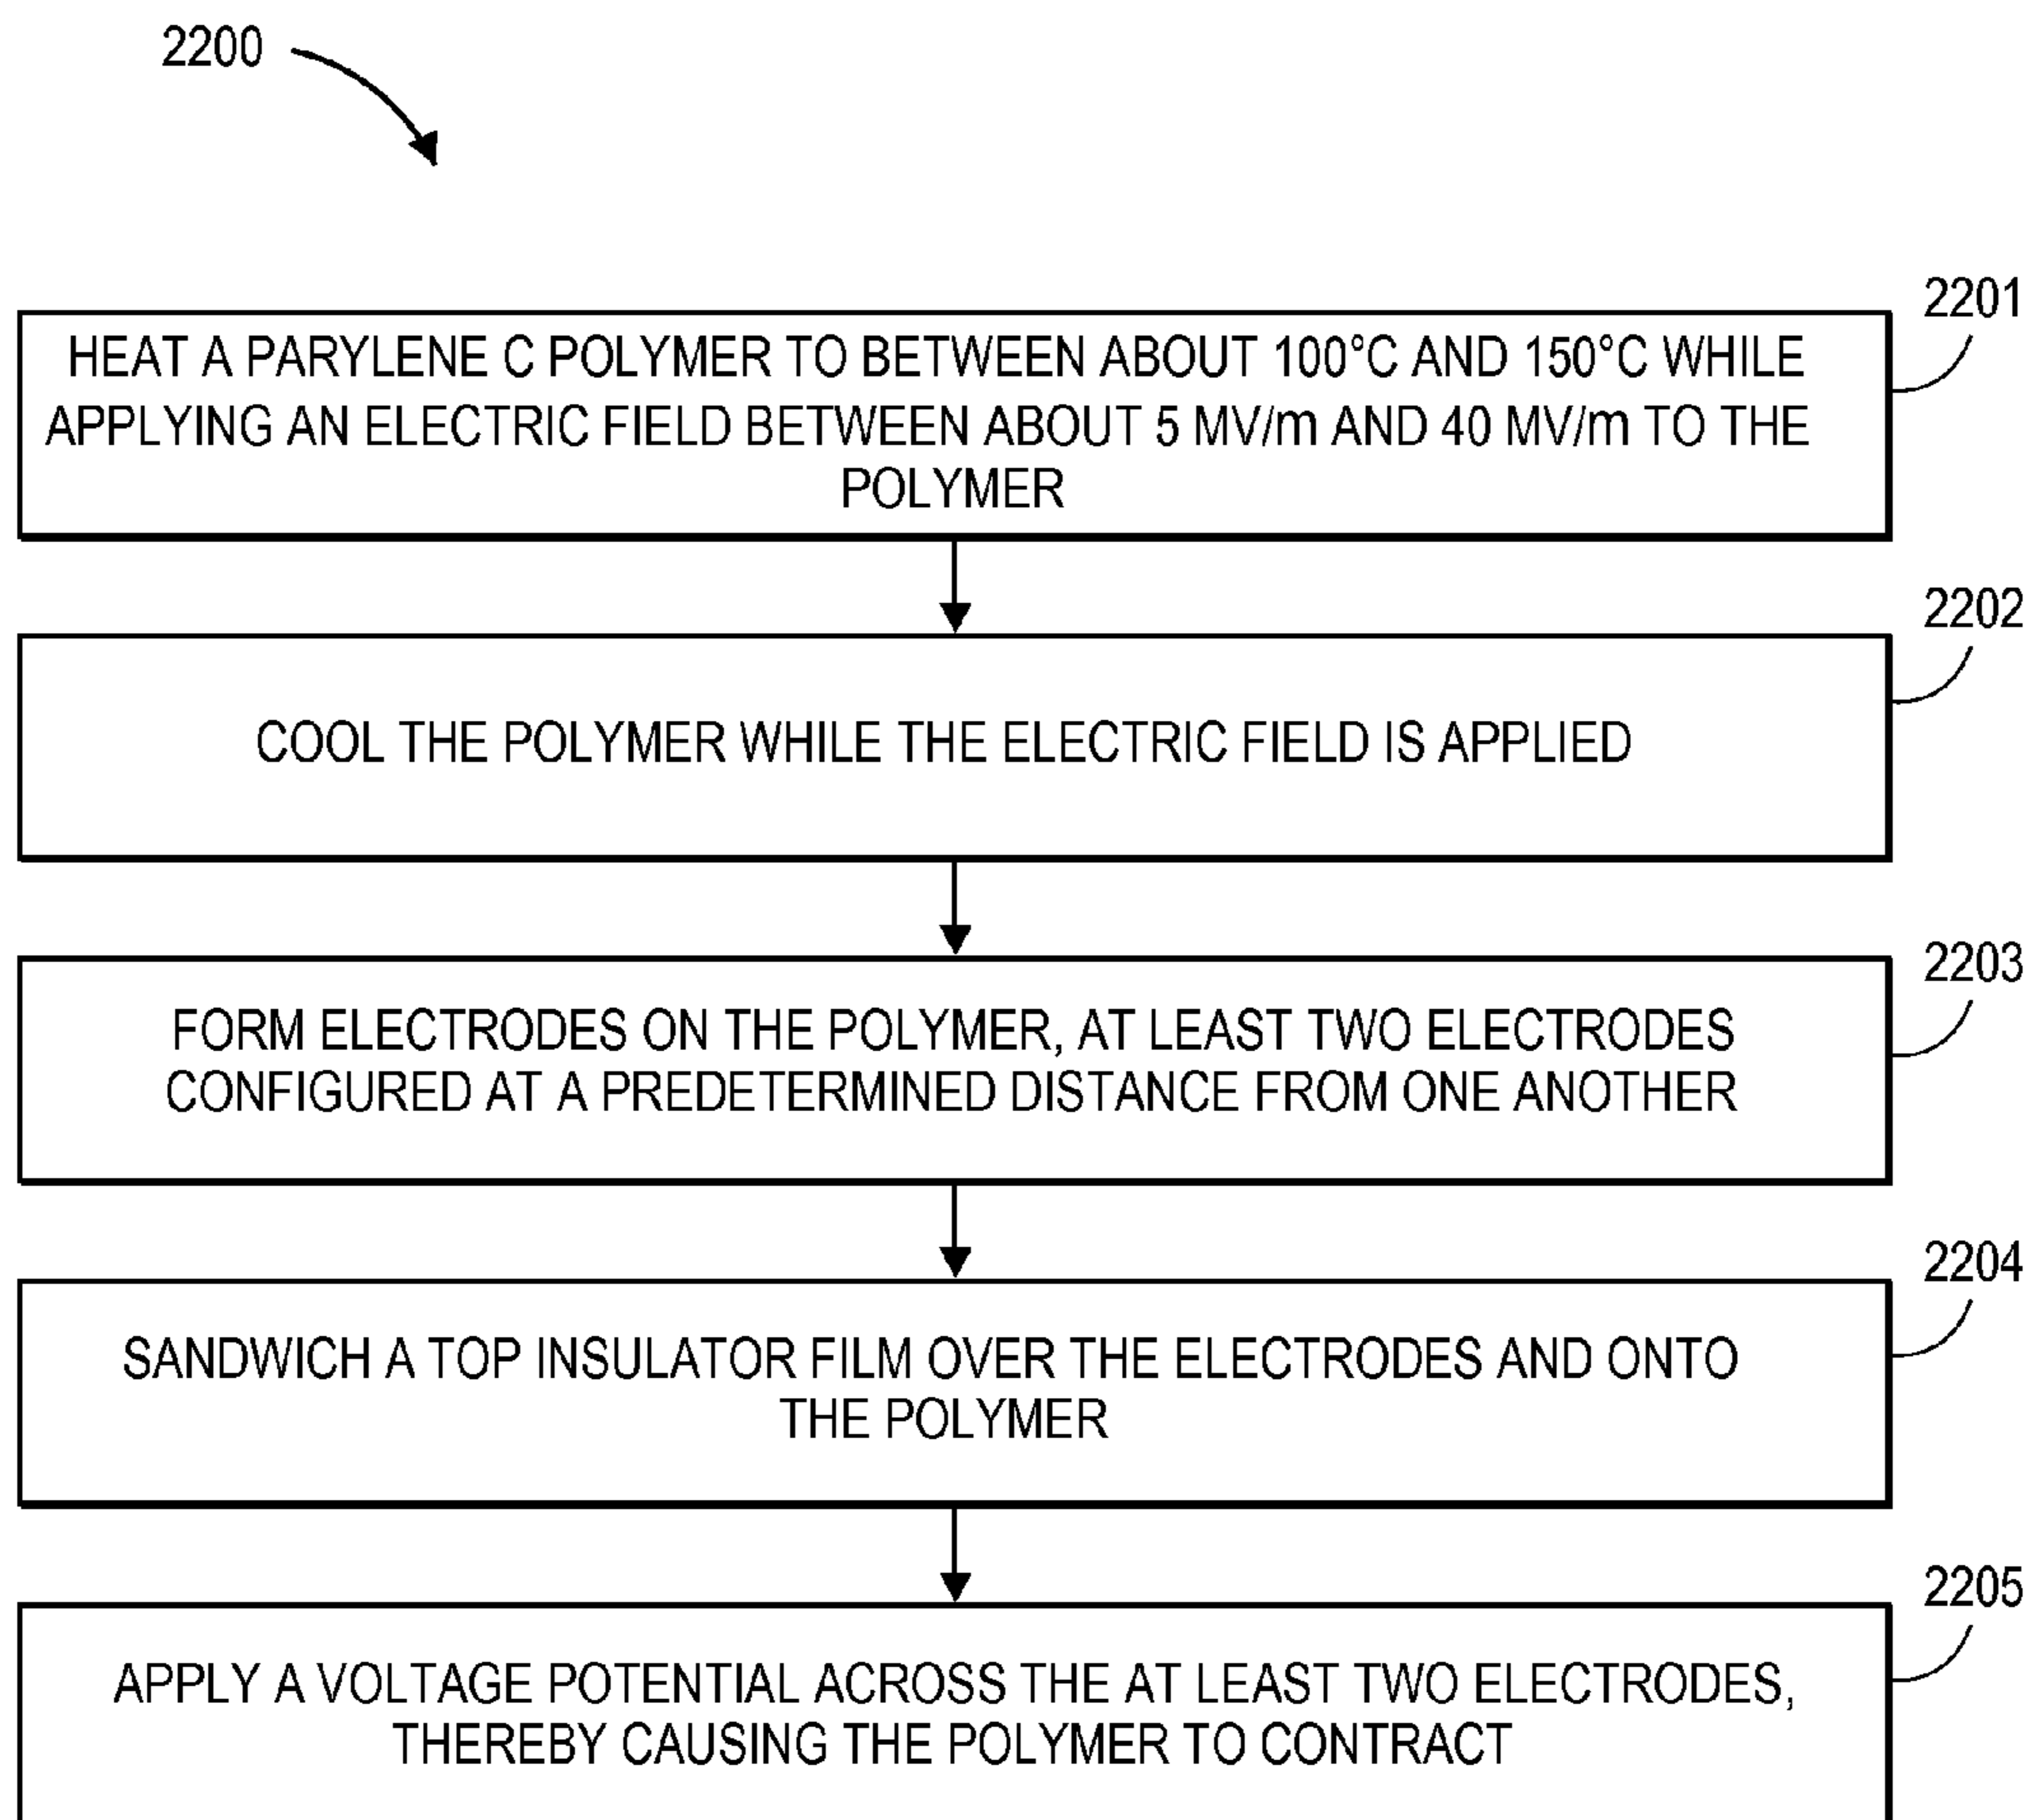 2200
2201
HEAT A PARYLENE C POLYMER TO BETWEEN ABOUT 100°C AND 150°C WHILE
APPLYING AN ELECTRIC FIELD BETWEEN ABOUT 5 MV/m AND 40 MV/m TO THE
POLYMER
2202
COOL THE POLYMER WHILE THE ELECTRIC FIELD IS APPLIED
2203
FORM ELECTRODES ON THE POLYMER, AT LEAST TWO ELECTRODES
CONFIGURED AT A PREDETERMINED DISTANCE FROM ONE ANOTHER
2204
SANDWICH A TOP INSULATOR FILM OVER THE ELECTRODES AND ONTO
THE POLYMER
2205
APPLY A VOLTAGE POTENTIAL ACROSS THE AT LEAST TWO ELECTRODES,
THEREBY CAUSING THE POLYMER TO CONTRACT